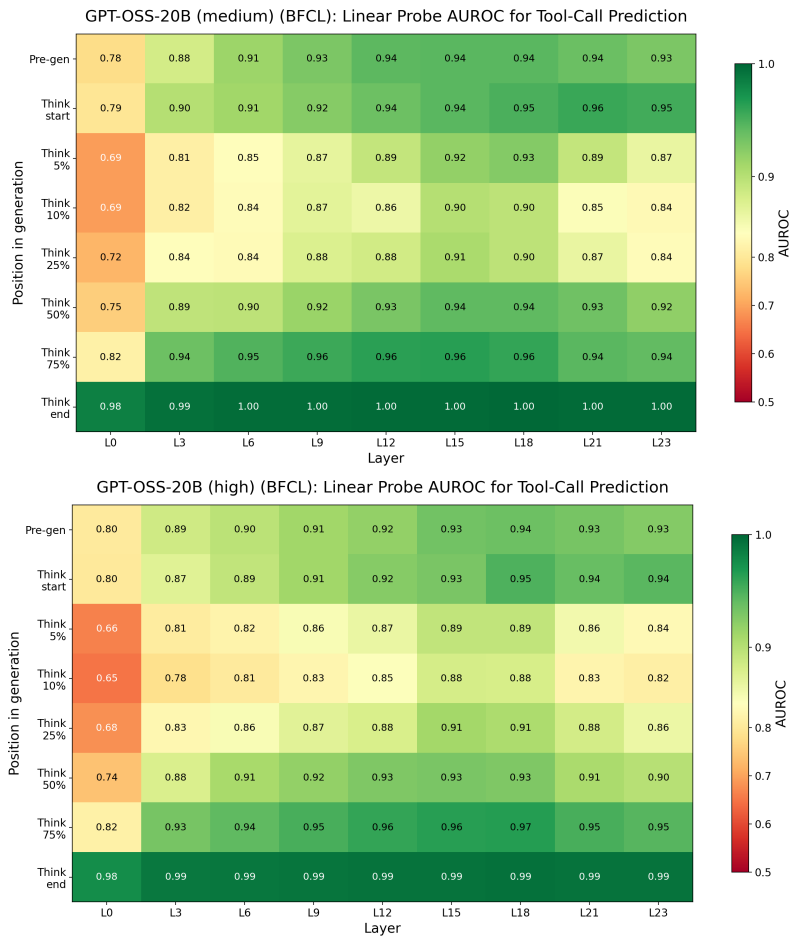 GPT-OSS-20B (medium) (BFCL): Linear Probe AUROC for Tool-Call Prediction
Position in generation
Pre-gen 0.78 0.88 0.91 0.93 0.94 0.94 0.94 0.94 0.93
Think
start 0.79 0.90 0.91 0.92 0.94 0.94 0.95 0.96 0.95
Think
5% 0.69 0.81 0.85 0.87 0.89 0.92 0.93 0.89 0.87
Think
10% 0.69 0.82 0.84 0.87 0.86 0.90 0.90 0.85 0.84
Think
25% 0.72 0.84 0.84 0.88 0.88 0.91 0.90 0.87 0.84
Think
50% 0.75 0.89 0.90 0.92 0.93 0.94 0.94 0.93 0.92
Think
75% 0.82 0.94 0.95 0.96 0.96 0.96 0.96 0.94 0.94
Think
end 0.98 0.99 1.00 1.00 1.00 1.00 1.00 1.00 1.00
L0 L3 L6 L9 L12 L15 L18 L21 L23
Layer
1.0
0.9
0.8
0.7
0.6
0.5
AUROC
GPT-OSS-20B (high) (BFCL): Linear Probe AUROC for Tool-Call Prediction
Position in generation
Pre-gen 0.80 0.89 0.90 0.91 0.92 0.93 0.94 0.93 0.93
Think
start 0.80 0.87 0.89 0.91 0.92 0.93 0.95 0.94 0.94
Think
5% 0.66 0.81 0.82 0.86 0.87 0.89 0.89 0.86 0.84
Think
10% 0.65 0.78 0.81 0.83 0.85 0.88 0.88 0.83 0.82
Think
25% 0.68 0.83 0.86 0.87 0.88 0.91 0.91 0.88 0.86
Think
50% 0.74 0.88 0.91 0.92 0.93 0.93 0.93 0.91 0.90
Think
75% 0.82 0.93 0.94 0.95 0.96 0.96 0.97 0.95 0.95
Think
end 0.98 0.99 0.99 0.99 0.99 0.99 0.99 0.99 0.99
L0 L3 L6 L9 L12 L15 L18 L21 L23
Layer
1.0
0.9
0.8
0.7
0.6
0.5
AUROC